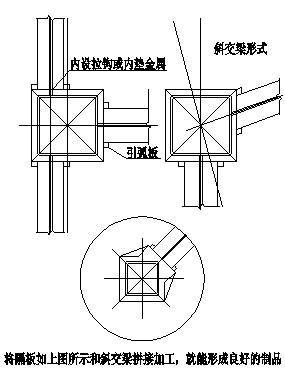 内设拉钩或内垫金属
斜交梁形式
引弧板
将隔板如上图所示和斜交梁拼接加工，就能形成良好的制品